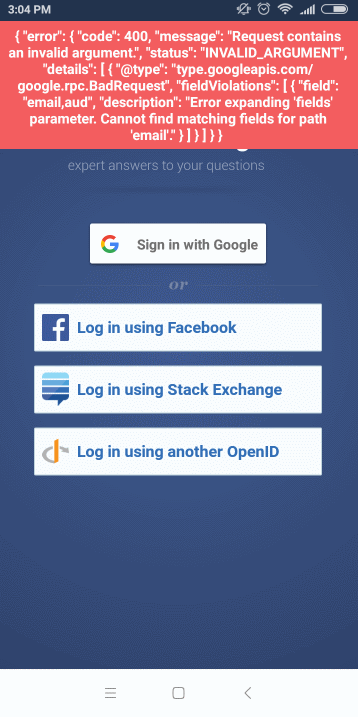 3:04 PM
{ "error": { "code": 400, "message": "Request contains
an invalid argument.", "status": "INVALID_ARGUMENT",
"details": [ { "@type": "type.googleapis.com/
google.rpc.BadRequest", "fieldViolations": [ { "field":
"email,aud", "description": "Error expanding 'fields'
parameter. Cannot find matching fields for path
'email'." } ] } ] } }
expert answers to your questions
Sign in with Google
or
Log in using Facebook
Log in using Stack Exchange
Log in using another OpenID